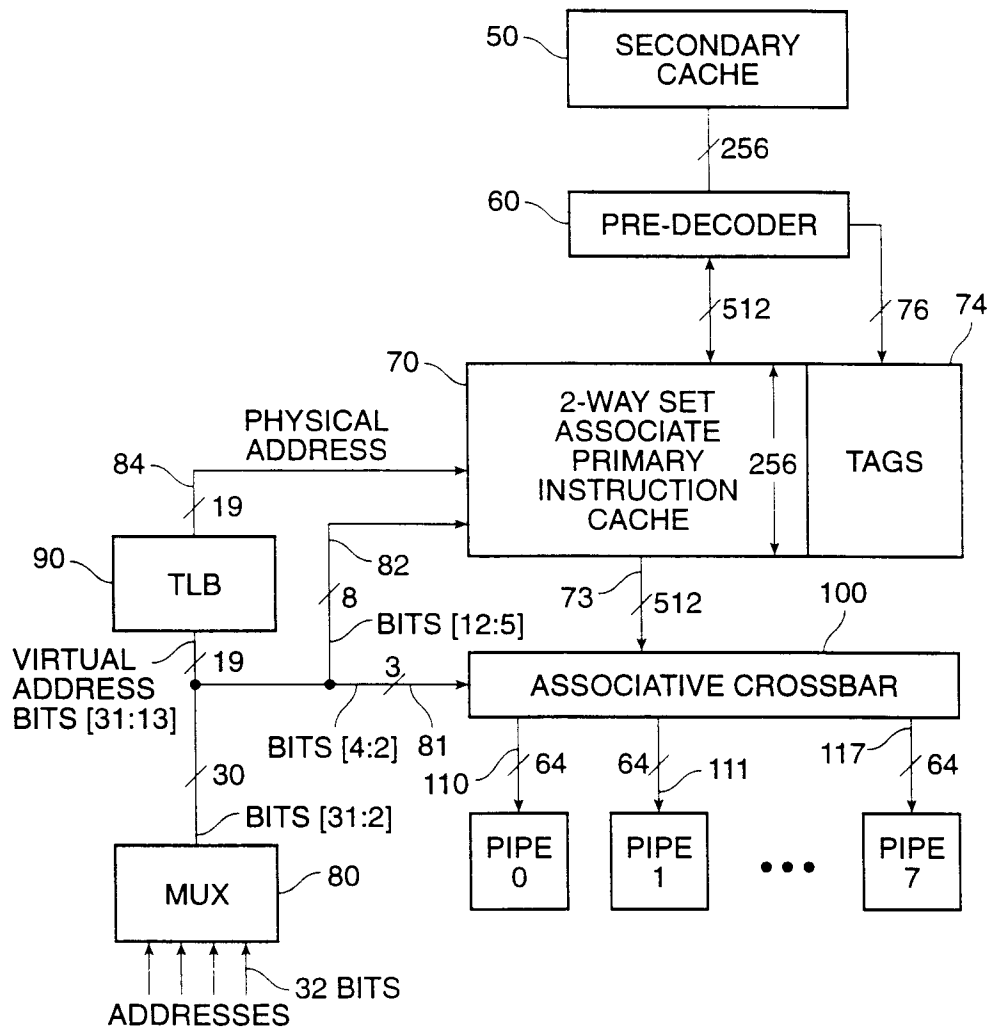 50
SECONDARY
CACHE
256
60
PRE-DECODER
512
76
74
70
2-WAY SET
ASSOCIATE
PRIMARY
INSTRUCTION
CACHE
256
TAGS
PHYSICAL
ADDRESS
84
19
90
TLB
82
8
BITS [12:5]
73
512
100
VIRTUAL
ADDRESS
BITS [31:13]
19
3
ASSOCIATIVE CROSSBAR
BITS [4:2]
81
110
64
64
111
117
64
30
BITS [31:2]
PIPE
0
PIPE
1
PIPE
7
MUX
80
32 BITS
ADDRESSES